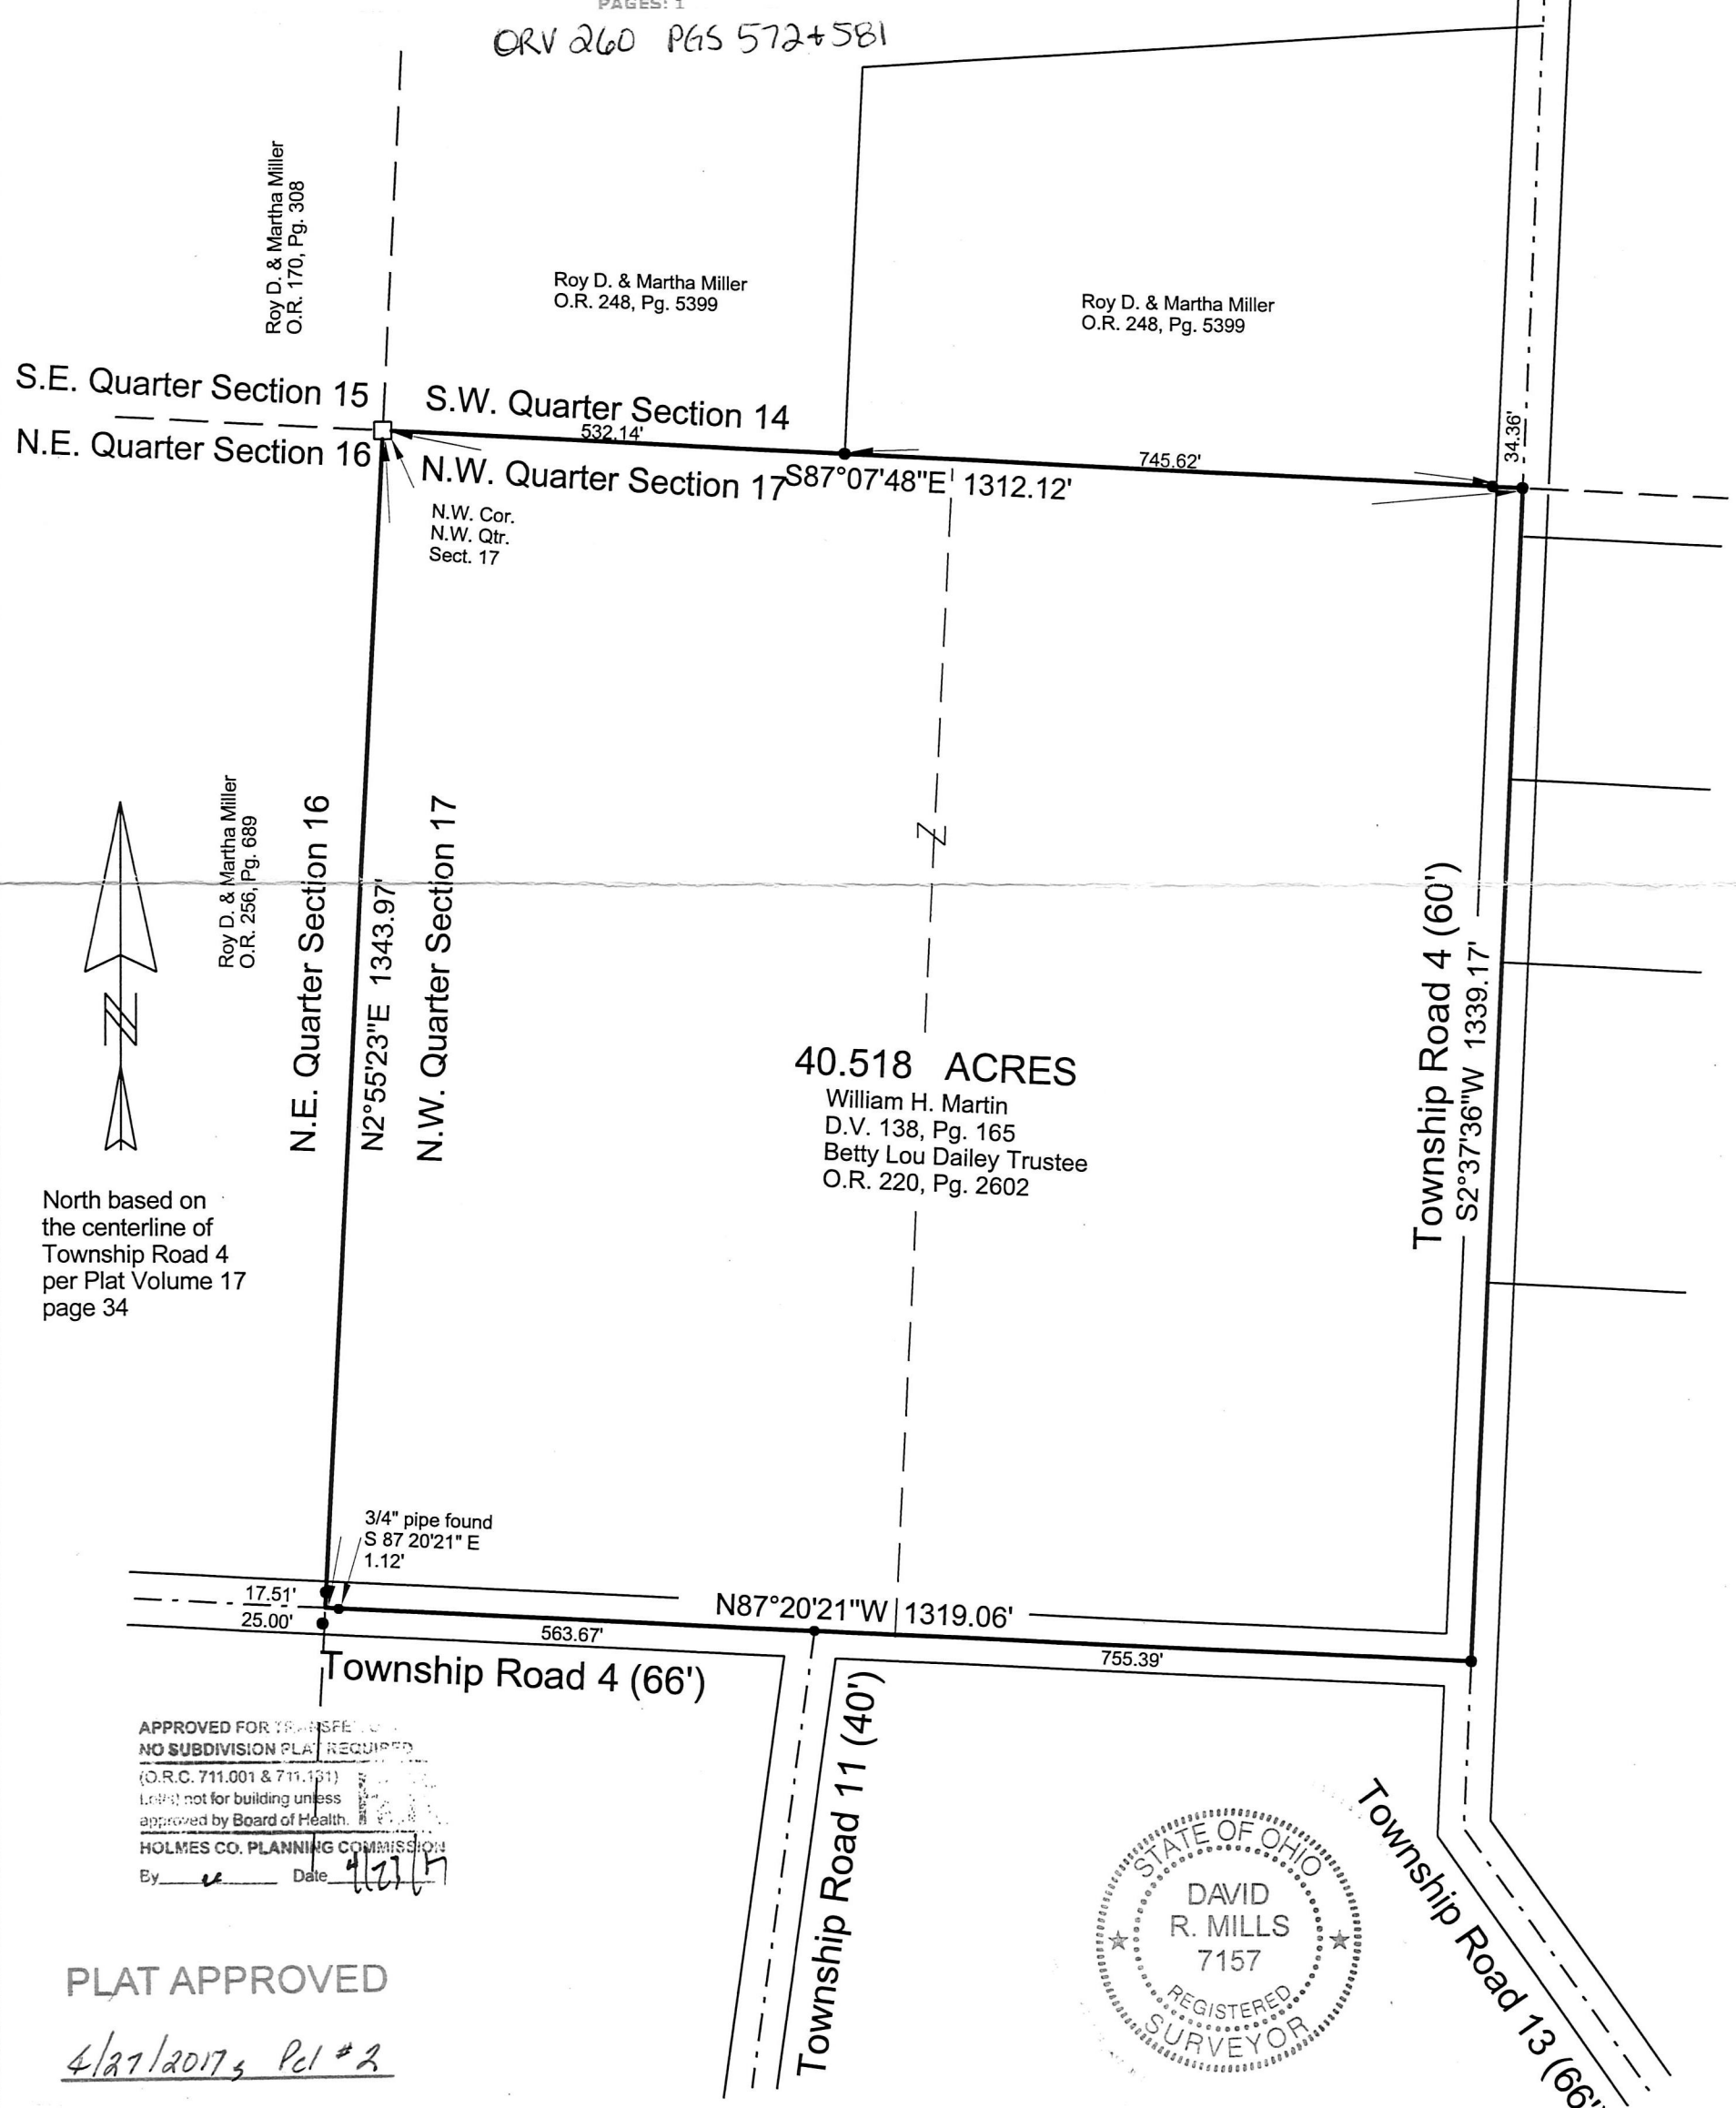 PAGES: 1
ORV 260 PGS 572+581
Roy D. & Martha Miller
O.R. 170, Pg. 308
Roy D. & Martha Miller
O.R. 248, Pg. 5399
Roy D. & Martha Miller
O.R. 248, Pg. 5399
S.E. Quarter Section 15
S.W. Quarter Section 14
532.14'
745.62'
34.36'
N.E. Quarter Section 16
N.W. Quarter Section 17
S87°07'48"E 1312.12'
N.W. Cor.
N.W. Qtr.
Sect. 17
Roy D. & Martha Miller
O.R. 256, Pg. 689
N.E. Quarter Section 16
N2°55'23"E 1343.97'
N.W. Quarter Section 17
Z
N
Township Road 4 (60')
S2°37'36"W 1339.17'
40.518 ACRES
William H. Martin
D.V. 138, Pg. 165
Betty Lou Dailey Trustee
O.R. 220, Pg. 2602
North based on
the centerline of
Township Road 4
per Plat Volume 17
page 34
3/4" pipe found
S 87 20'21" E
1.12'
17.51'
25.00'
N87°20'21"W 1319.06'
563.67'
755.39'
Township Road 4 (66')
Township Road 11 (40')
Township Road 13 (66'
APPROVED FOR
NO SUBDIVISION PLAT REQUIRED
(O.R.C. 711.001 & 711.131)
not for building unless
approved by Board of Health.
HOLMES CO. PLANNING COMMISSION
By Date 4/27/17
STATE OF OHIO
DAVID
R. MILLS
7157
REGISTERED
SURVEYOR
PLAT APPROVED
4/27/2017, Pcl #2